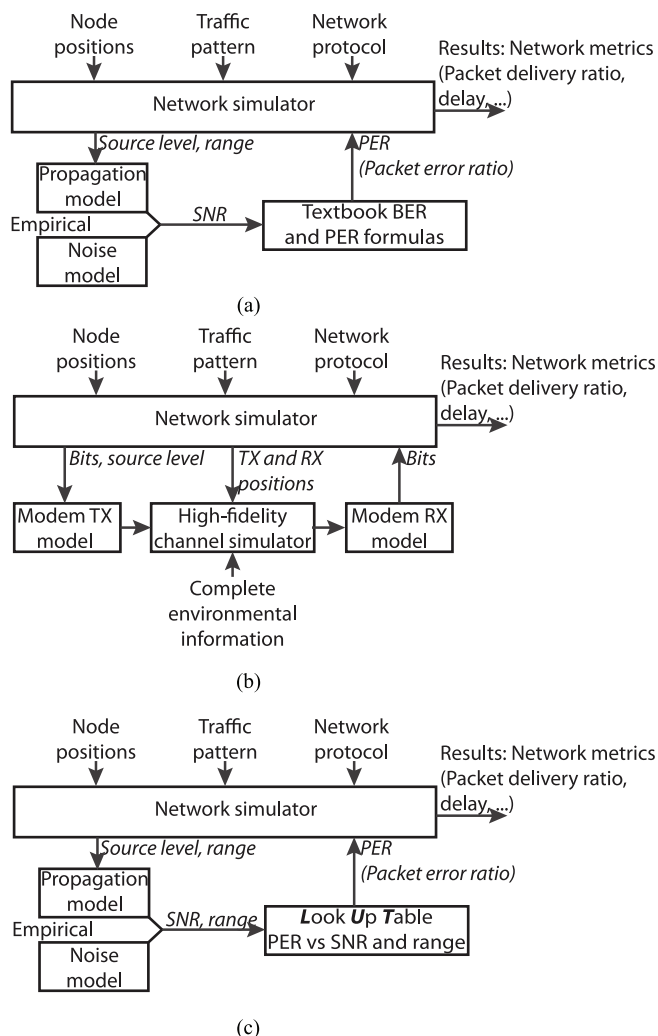 Node
positions
Traffic
pattern
Network
protocol
Results: Network metrics
(Packet delivery ratio,
delay, ...)
Network simulator
Source level, range
PER
(Packet error ratio)
Propagation
model
Empirical
Noise
model
SNR
Textbook BER
and PER formulas
(a)
Node
positions
Traffic
pattern
Network
protocol
Results: Network metrics
(Packet delivery ratio,
delay, ...)
Network simulator
Bits, source level
TX and RX
positions
Bits
Modem TX
model
High-fidelity
channel simulator
Modem RX
model
Complete
environmental
information
(b)
Node
positions
Traffic
pattern
Network
protocol
Results: Network metrics
(Packet delivery ratio,
delay, ...)
Network simulator
Source level, range
PER
(Packet error ratio)
Propagation
model
Empirical
Noise
model
SNR, range
Look Up Table
PER vs SNR and range
(c)